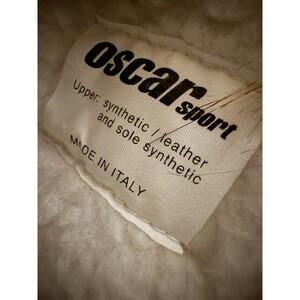 oscar sport
Upper: synthetic / leather
and sole synthetic
MADE IN ITALY